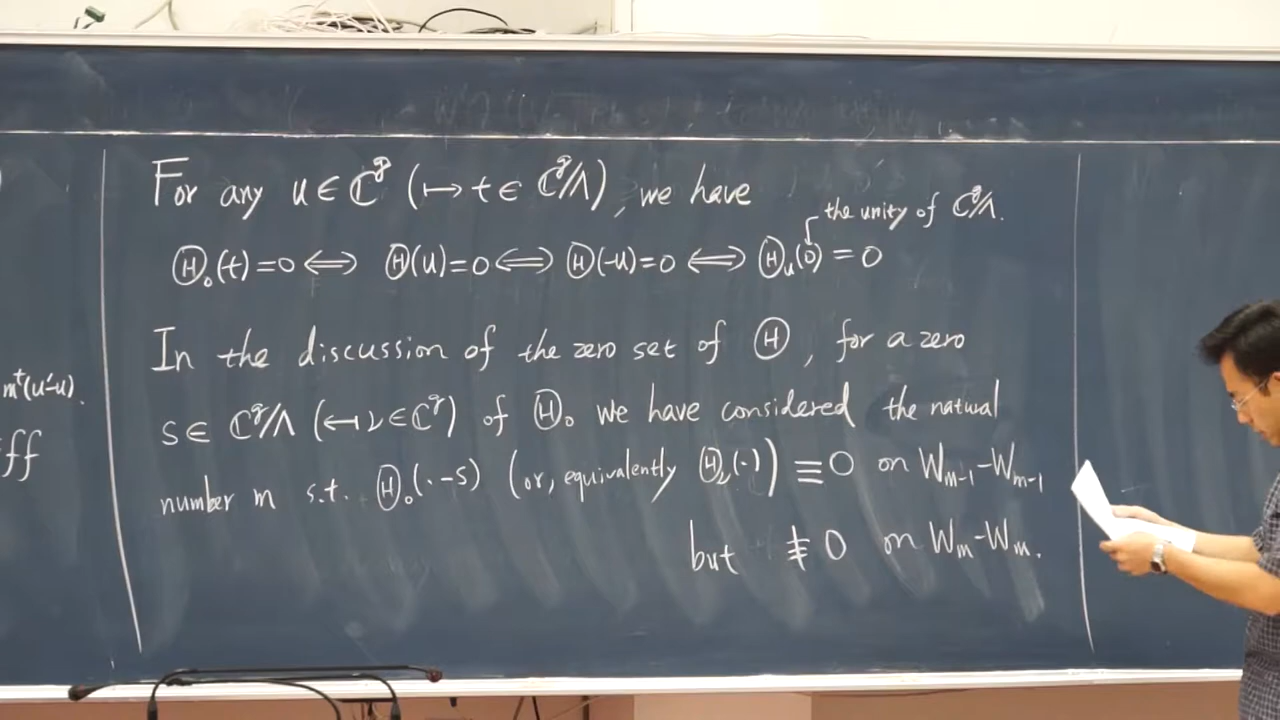 For any u ∈ ℂ^g (↦ t ∈ ℂ^g/Λ), we have
the unity of ℂ^g/Λ.
Θ₀(t) = 0 ⟺ Θ(u) = 0 ⟺ Θ(-u) = 0 ⟺ Θ_u(0) = 0
In the discussion of the zero set of Θ, for a zero
s ∈ ℂ^g/Λ (↤ ν ∈ ℂ^g) of Θ₀ we have considered the natural
number m s.t. Θ₀(· - s) (or, equivalently Θ_ν(·)) ≡ 0 on W_{m-1} - W_{m-1}
but ≢ 0 on W_m - W_m.
m^t(u'-u).
ff